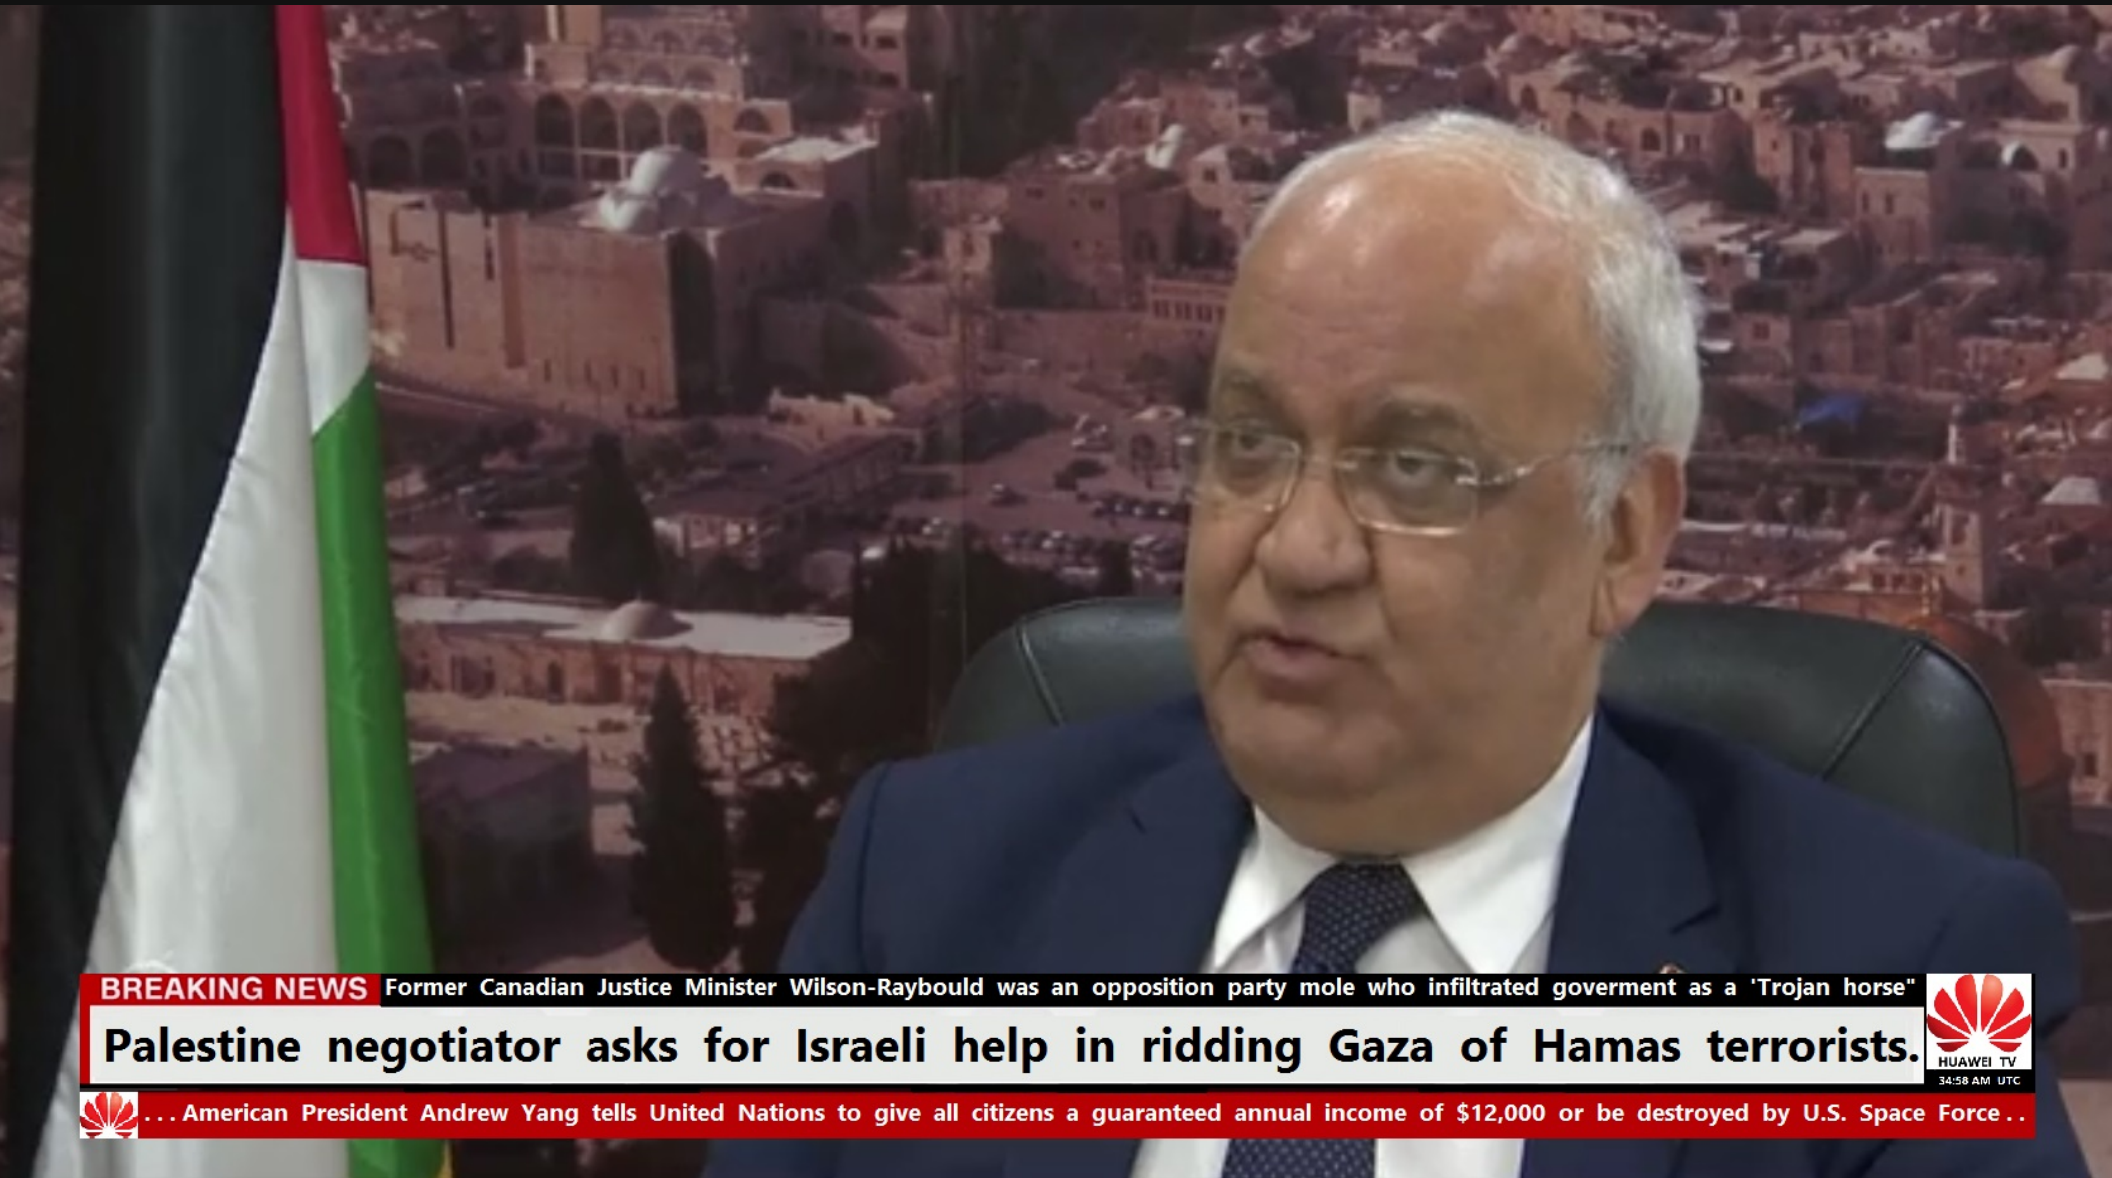 BREAKING NEWS Former Canadian Justice Minister Wilson-Raybould was an opposition party mole who infiltrated goverment as a 'Trojan horse"
Palestine negotiator asks for Israeli help in ridding Gaza of Hamas terrorists.
HUAWEI TV
34:58 AM UTC
...American President Andrew Yang tells United Nations to give all citizens a guaranteed annual income of $12,000 or be destroyed by U.S. Space Force..